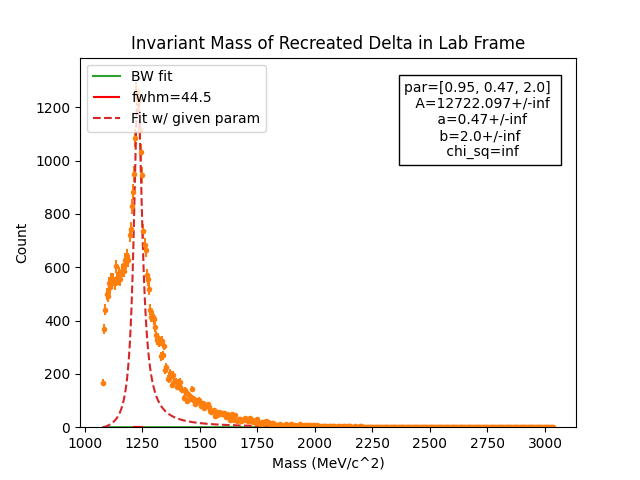 Invariant Mass of Recreated Delta in Lab Frame
BW fit
fwhm=44.5
Fit w/ given param
par=[0.95, 0.47, 2.0]
A=12722.097+/-inf
a=0.47+/-inf
b=2.0+/-inf
chi_sq=inf
Count
1200
1000
800
600
400
200
0
1000 1250 1500 1750 2000 2250 2500 2750 3000
Mass (MeV/c^2)